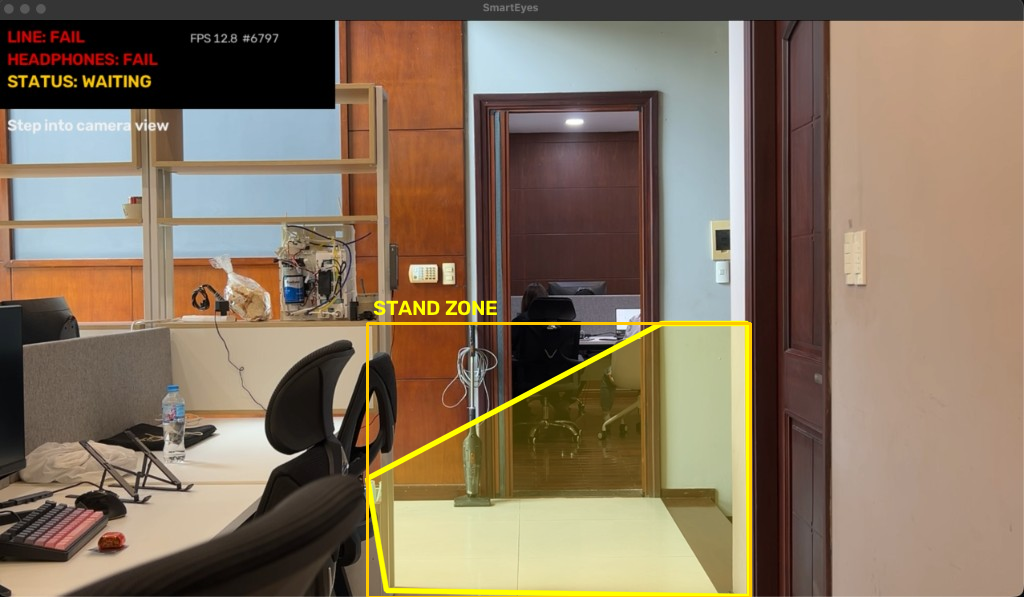 SmartEyes
LINE: FAIL
FPS 12.8 #6797
HEADPHONES: FAIL
STATUS: WAITING
Step into camera view
STAND ZONE